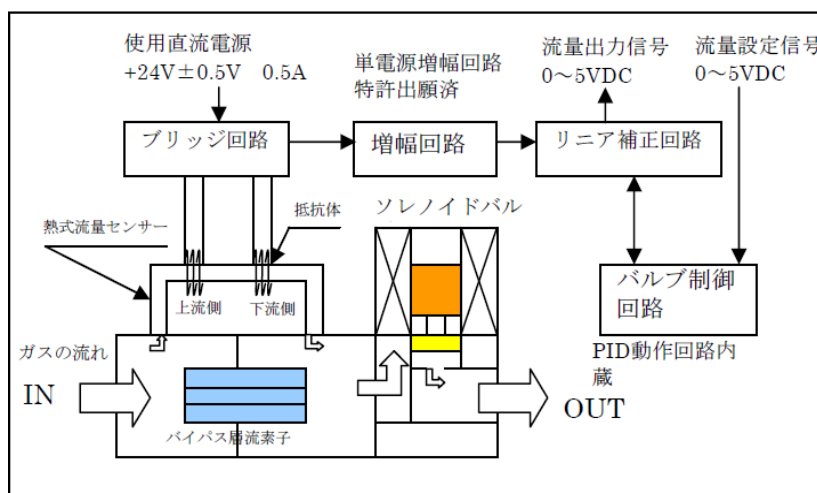 使用直流電源
+24V±0.5V 0.5A
単電源増幅回路
特許出願済
流量出力信号
0～5VDC
流量設定信号
0～5VDC
ブリッジ回路
増幅回路
リニア補正回路
熱式流量センサー
抵抗体
ソレノイドバル
上流側
下流側
バルブ制御
回路
PID動作回路内
蔵
ガスの流れ
IN
OUT
バイパス層流素子